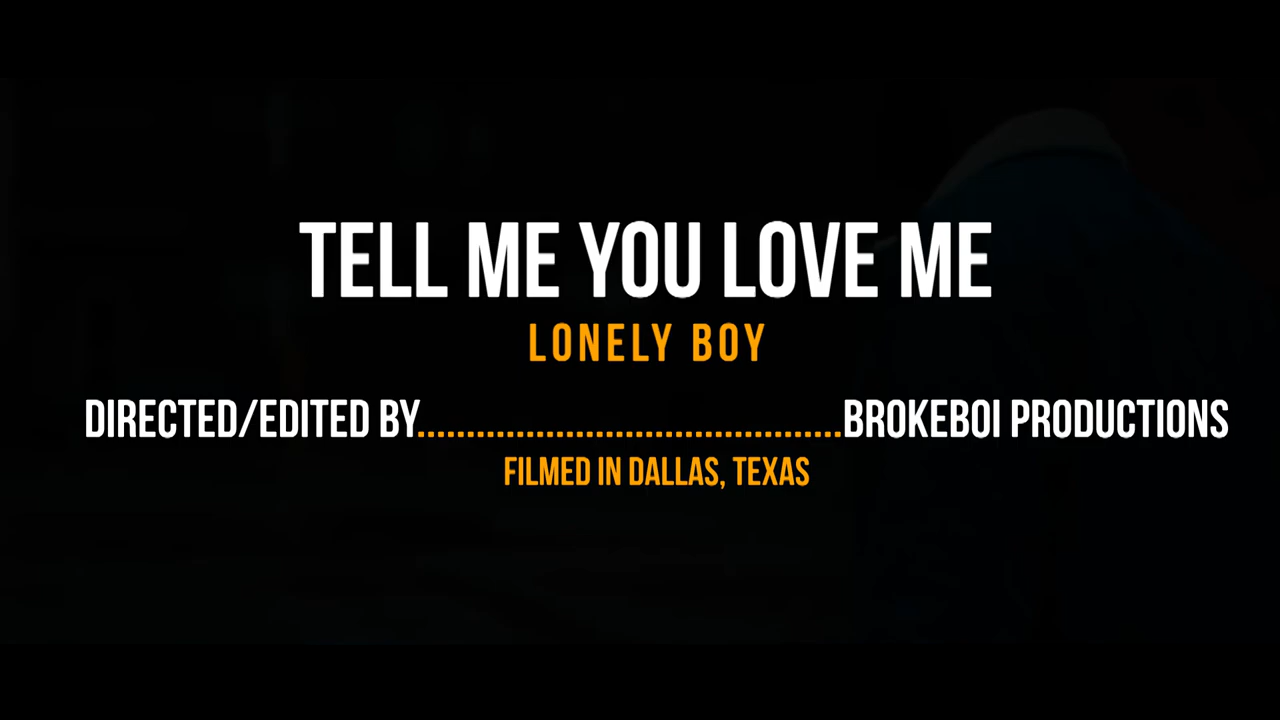 TELL ME YOU LOVE ME
LONELY BOY
DIRECTED/EDITED BY..........................................BROKEBOI PRODUCTIONS
FILMED IN DALLAS, TEXAS